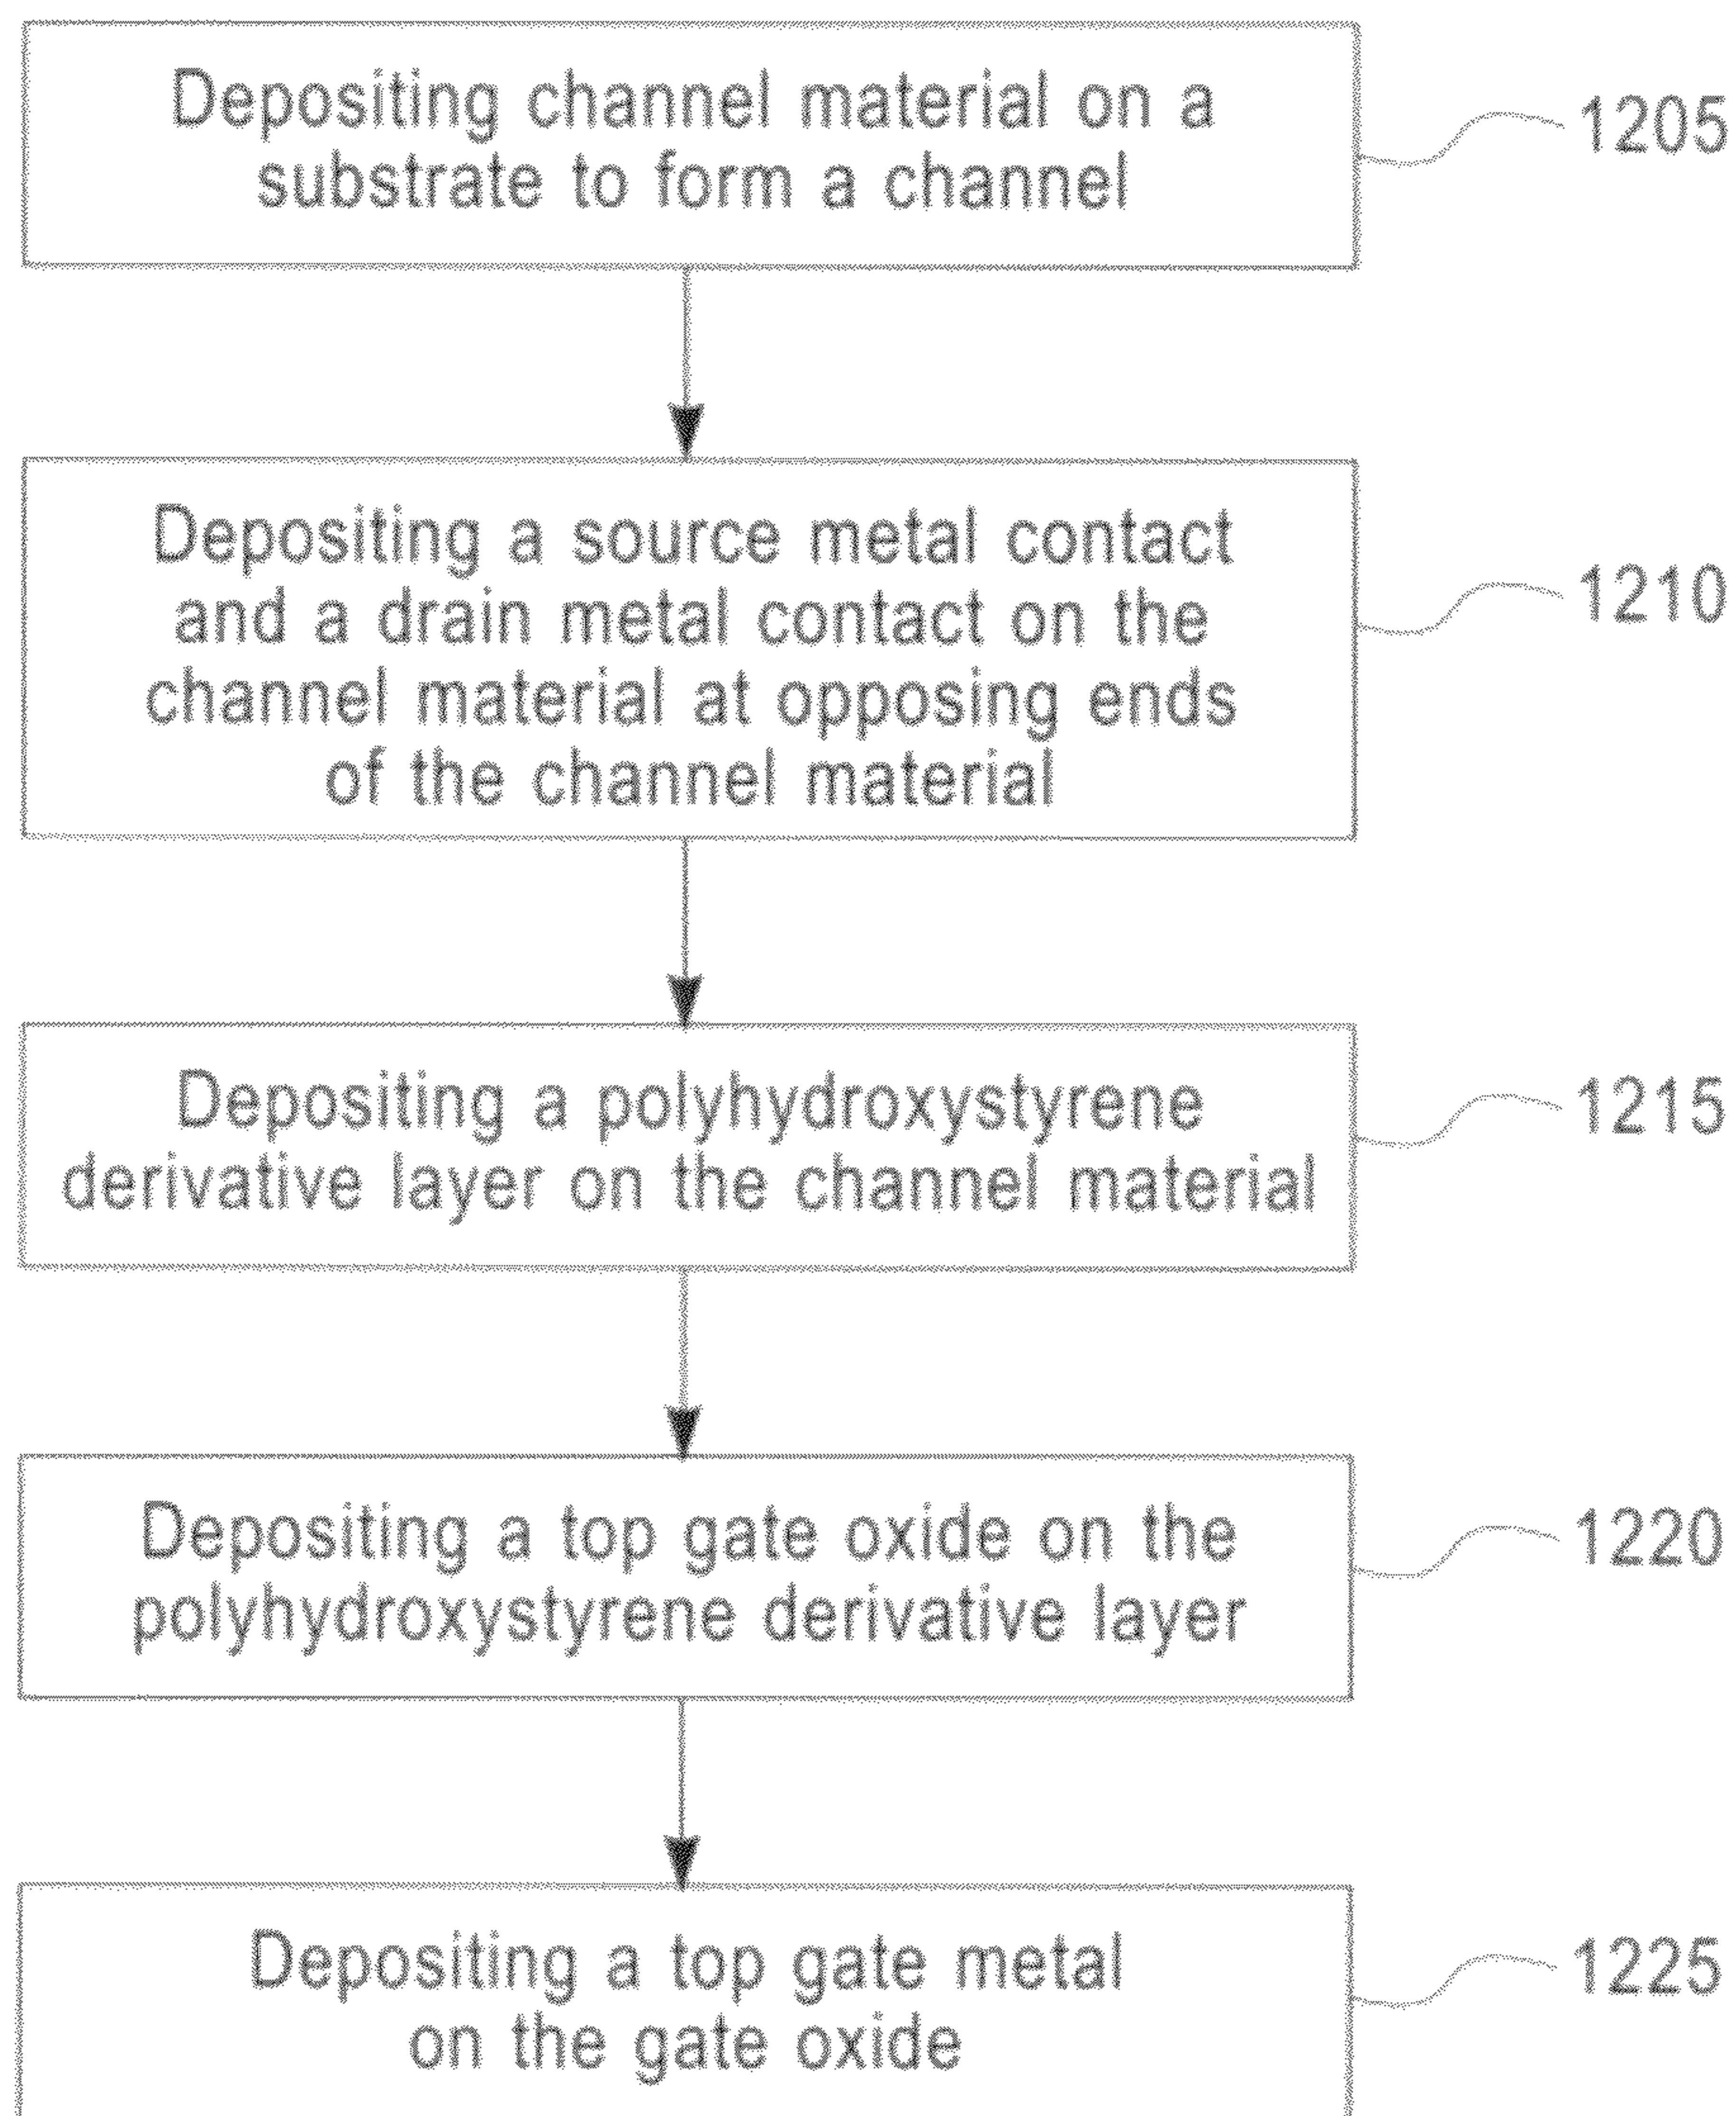 Depositing channel material on a
substrate to form a channel
1205
Depositing a source metal contact
and a drain metal contact on the
channel material at opposing ends
of the channel material
1210
Depositing a polyhydroxystyrene
derivative layer on the channel material
1215
Depositing a top gate oxide on the
polyhydroxystyrene derivative layer
1220
Depositing a top gate metal
on the gate oxide
1225